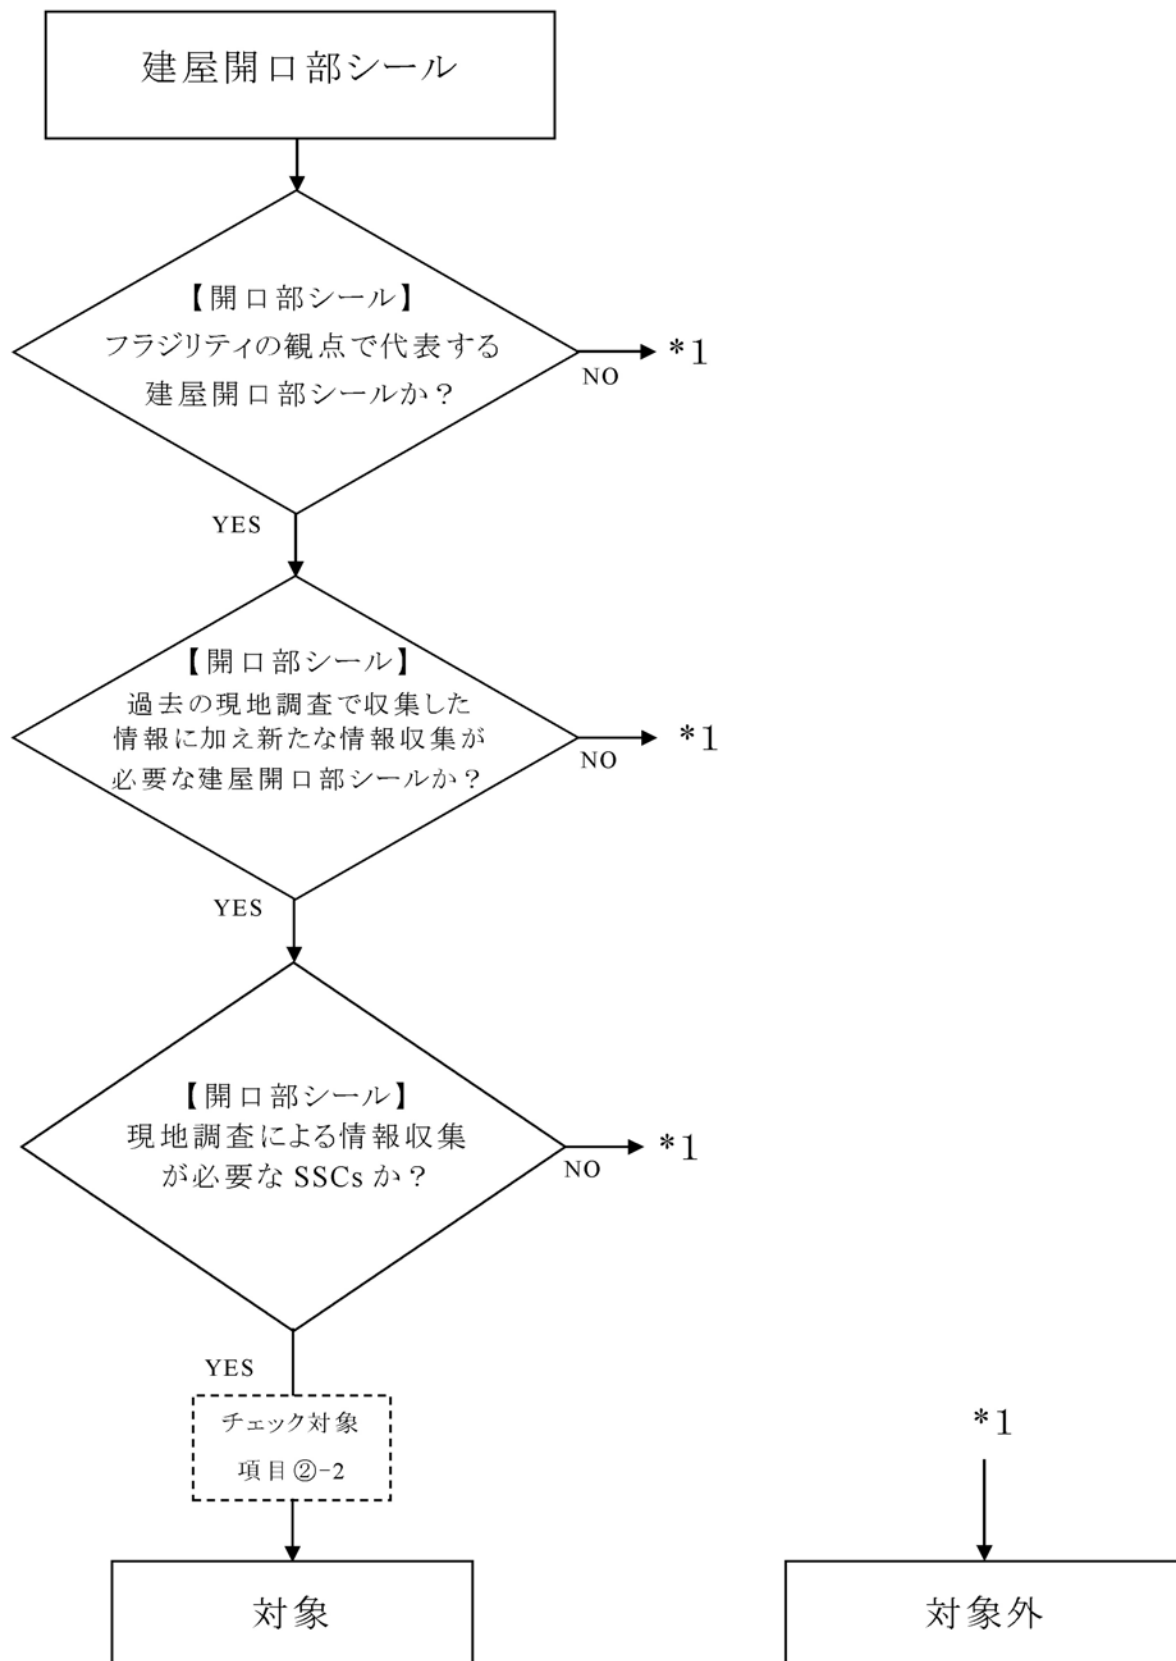 建屋開口部シール
【開口部シール】
フラジリティの観点で代表する
建屋開口部シールか？
NO
*1
YES
【開口部シール】
過去の現地調査で収集した
情報に加え新たな情報収集が
必要な建屋開口部シールか？
NO
*1
YES
【開口部シール】
現地調査による情報収集
が必要な SSCs か？
NO
*1
YES
チェック対象
項目②-2
対象
*1
対象外